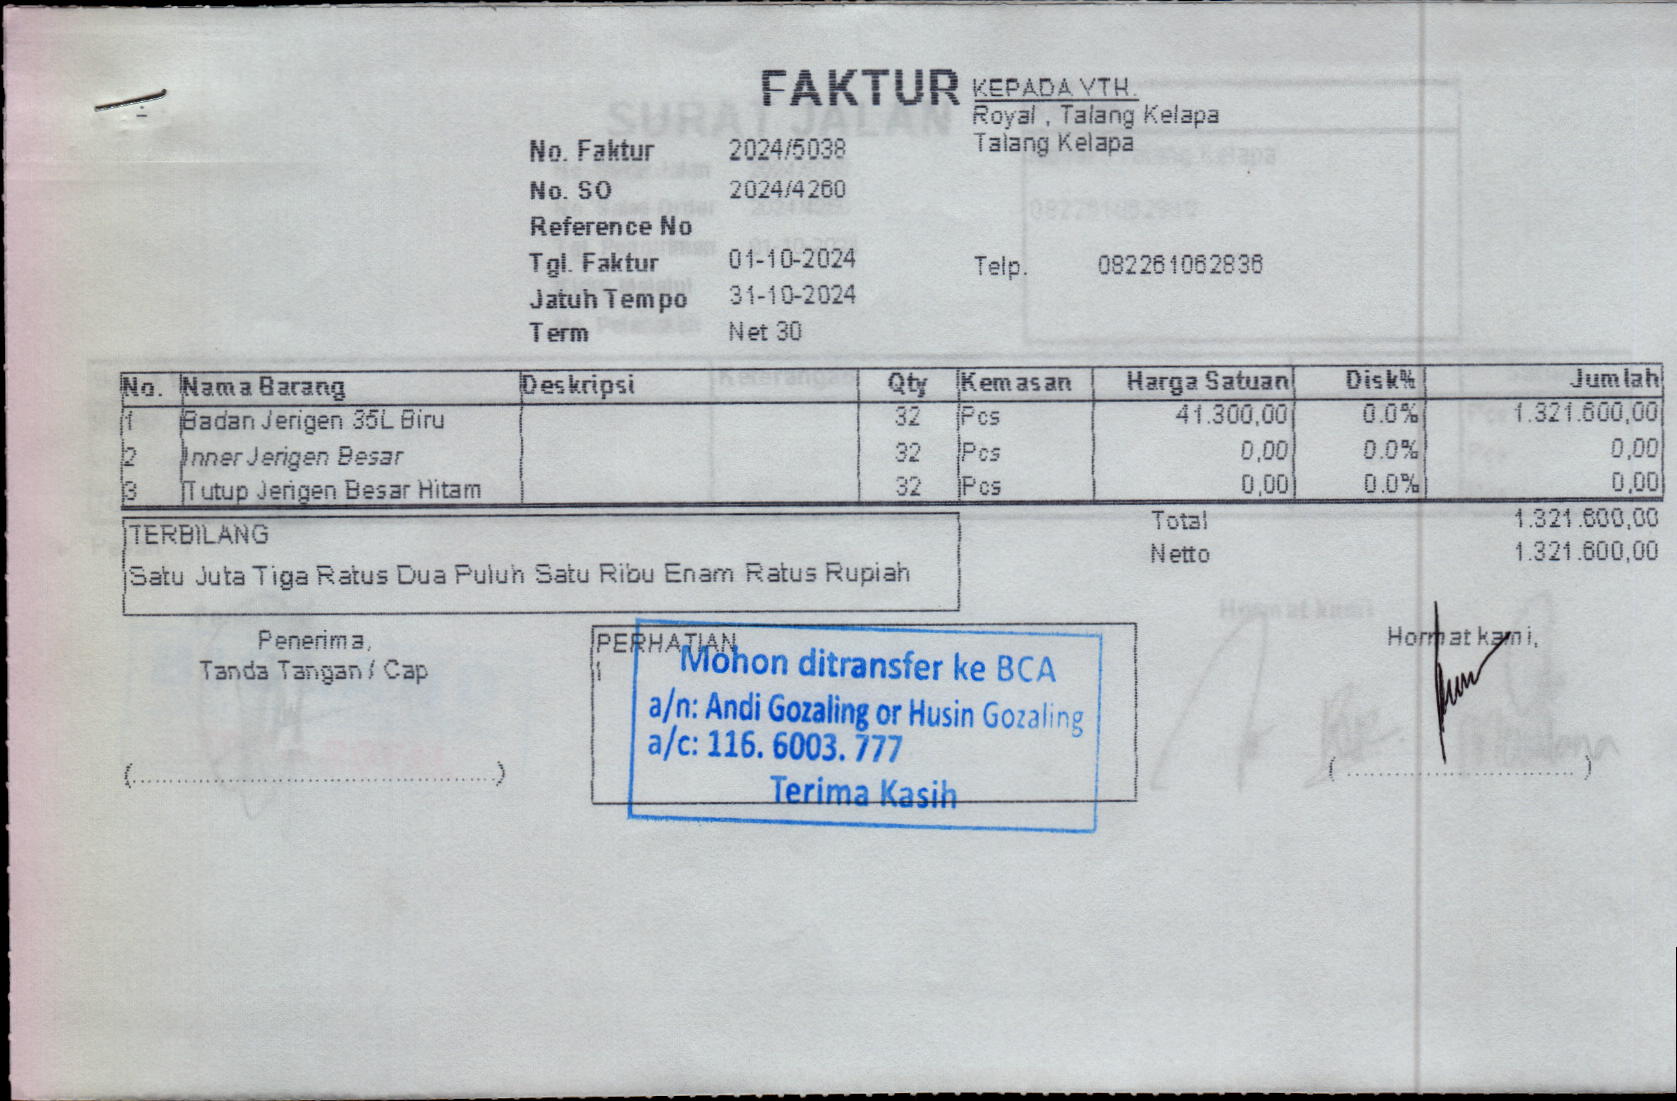 FAKTUR
KEPADA YTH.
Royal , Talang Kelapa
Talang Kelapa
No. Faktur 2024/5038
No. SO 2024/4260
Reference No
Tgl. Faktur 01-10-2024
Telp. 082261062836
Jatuh Tempo 31-10-2024
Term Net 30
No. Nama Barang Deskripsi Qty Kemasan Harga Satuan Disk% Jumlah
1 Badan Jerigen 35L Biru 32 Pcs 41.300,00 0.0% 1.321.600,00
2 Inner Jerigen Besar 32 Pcs 0,00 0.0% 0,00
3 Tutup Jerigen Besar Hitam 32 Pcs 0,00 0.0% 0,00
Total 1.321.600,00
Netto 1.321.600,00
TERBILANG
Satu Juta Tiga Ratus Dua Puluh Satu Ribu Enam Ratus Rupiah
Penerima,
Tanda Tangan / Cap
(................................................)
PERHATIAN
Mohon ditransfer ke BCA
a/n: Andi Gozaling or Husin Gozaling
a/c: 116. 6003. 777
Terima Kasih
Hormat kami,
( ............................... )
SURAT JALAN
Keterangan
Hormat kami